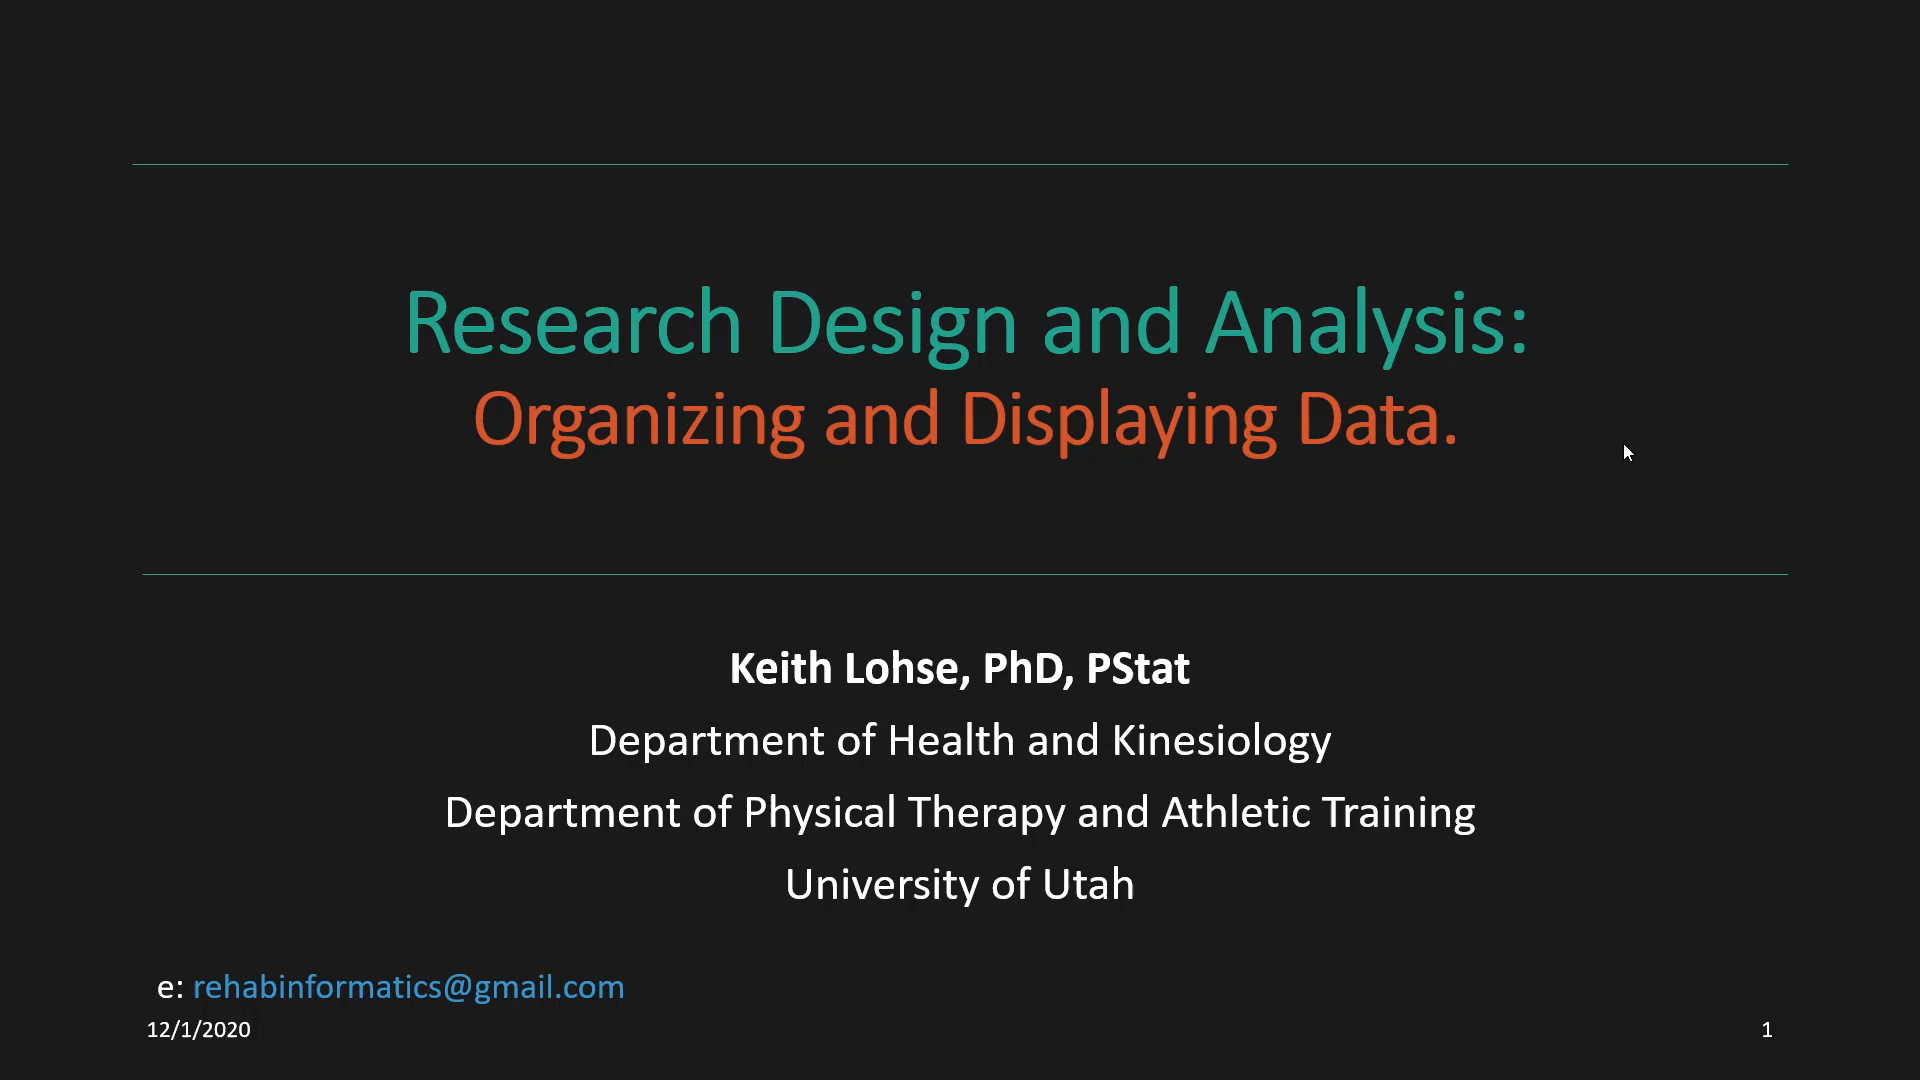 Research Design and Analysis:
Organizing and Displaying Data.
Keith Lohse, PhD, PStat
Department of Health and Kinesiology
Department of Physical Therapy and Athletic Training
University of Utah
e: rehabinformatics@gmail.com
12/1/2020
1